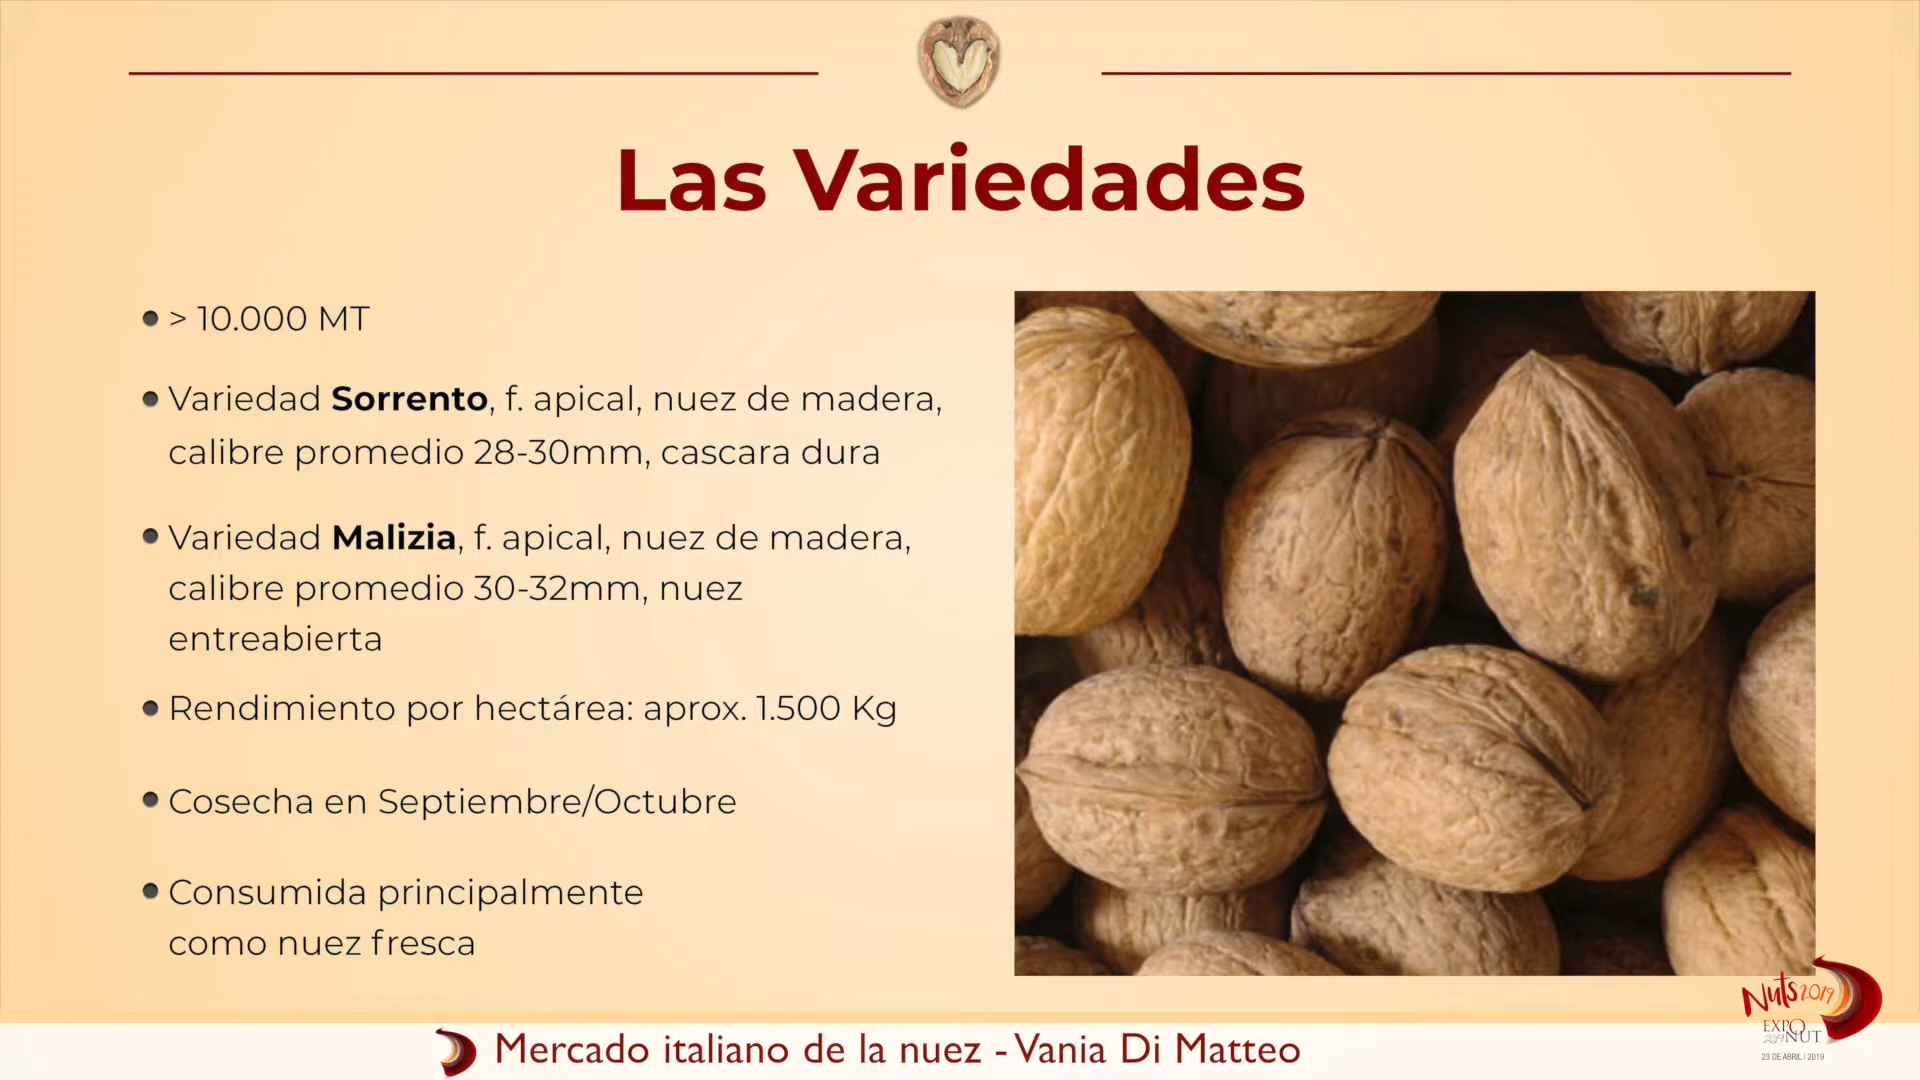 Las Variedades
> 10.000 MT
Variedad Sorrento, f. apical, nuez de madera,
calibre promedio 28-30mm, cascara dura
Variedad Malizia, f. apical, nuez de madera,
calibre promedio 30-32mm, nuez
entreabierta
Rendimiento por hectárea: aprox. 1.500 Kg
Cosecha en Septiembre/Octubre
Consumida principalmente
como nuez fresca
Nuts 2019
EXPO
2019 NUT
23 DE ABRIL | 2019
Mercado italiano de la nuez - Vania Di Matteo